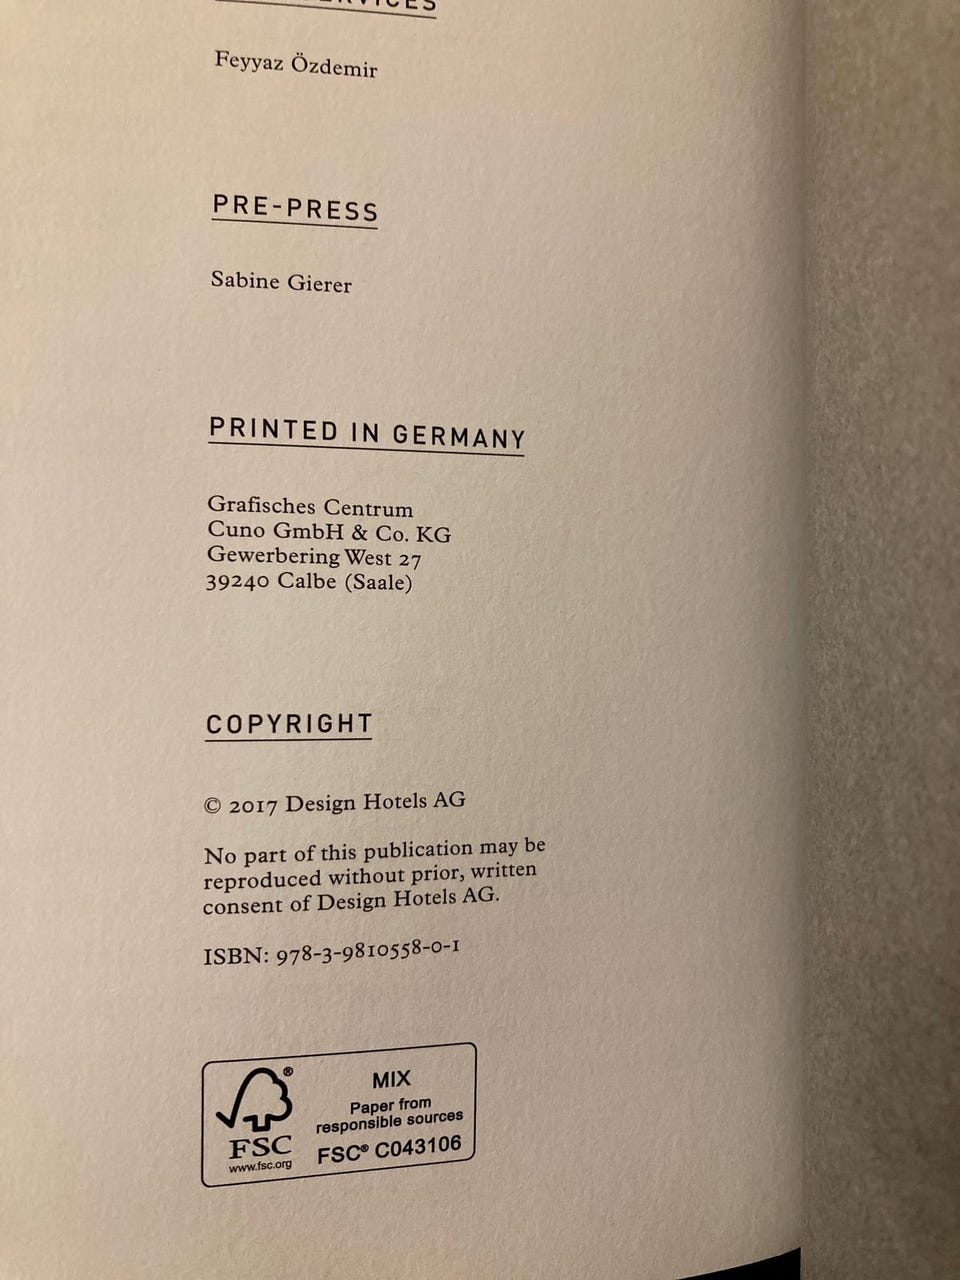 Feyyaz Özdemir
PRE-PRESS
Sabine Gierer
PRINTED IN GERMANY
Grafisches Centrum
Cuno GmbH & Co. KG
Gewerbering West 27
39240 Calbe (Saale)
COPYRIGHT
© 2017 Design Hotels AG
No part of this publication may be
reproduced without prior, written
consent of Design Hotels AG.
ISBN: 978-3-9810558-0-1
FSC®
www.fsc.org
MIX
Paper from
responsible sources
FSC® C043106